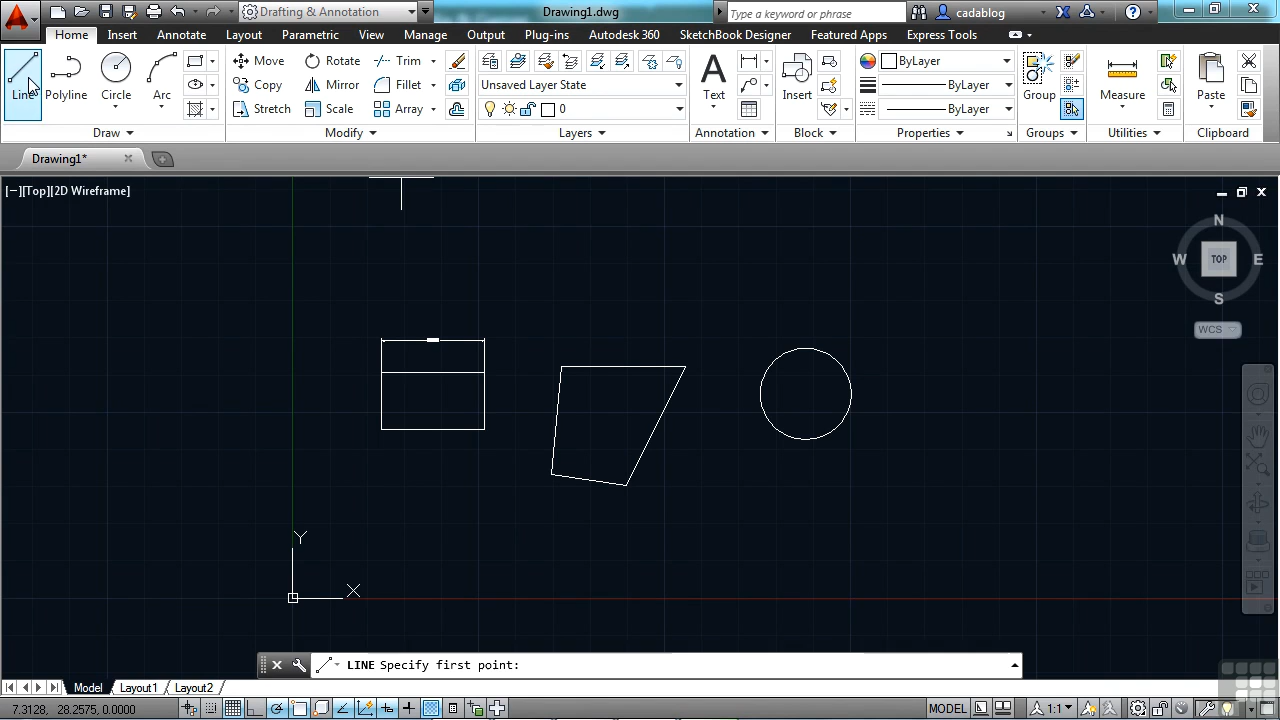 Drafting & Annotation
Drawing1.dwg
Type a keyword or phrase
cadablog
Home Insert Annotate Layout Parametric View Manage Output Plug-ins Autodesk 360 SketchBook Designer Featured Apps Express Tools
Line Polyline Circle Arc
Move Rotate Trim
Copy Mirror Fillet
Stretch Scale Array
Unsaved Layer State
0
Text
Insert
ByLayer
ByLayer
ByLayer
Group
Measure
Paste
Draw Modify Layers Annotation Block Properties Groups Utilities Clipboard
Drawing1*
[−][Top][2D Wireframe]
N
W TOP E
S
WCS
Y
X
LINE Specify first point:
Model Layout1 Layout2
7.3128, 28.2575, 0.0000
MODEL 1:1